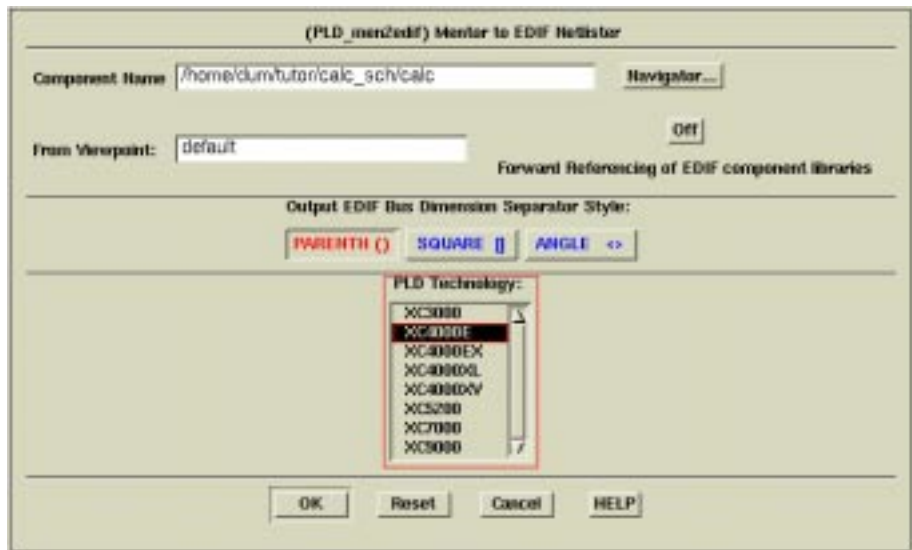 (PLD_men2edif) Mentor to EDIF Netlister
Component Name /home/dum/tutor/calc_sch/calc Navigator...
From Viewpoint: default Off
Forward Referencing of EDIF component libraries
Output EDIF Bus Dimension Separator Style:
PARENTH () SQUARE [] ANGLE <>
PLD Technology:
XC3000
XC4000E
XC4000EX
XC4000XL
XC4000XV
XC5200
XC7000
XC9000
OK Reset Cancel HELP